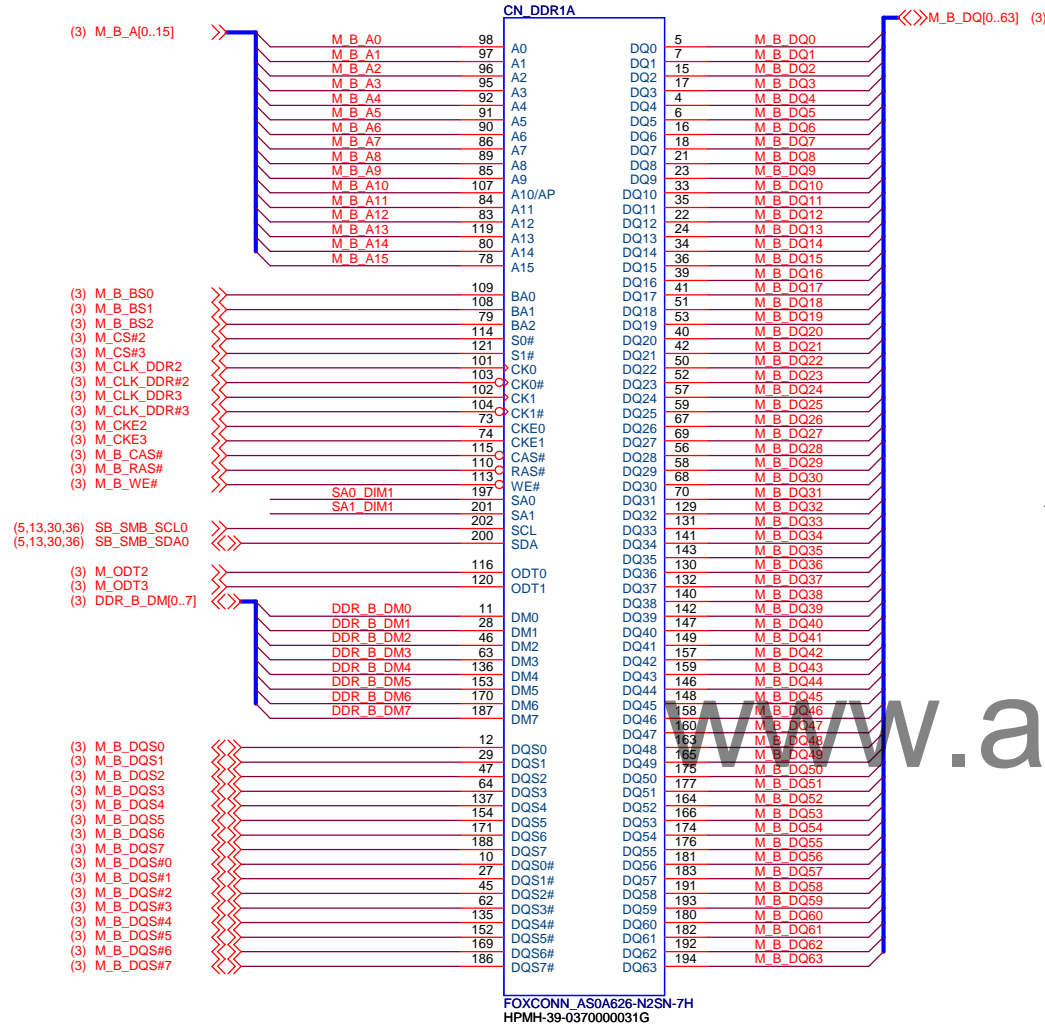 CN_DDR1A
(3) M_B_A[0..15]
M_B_DQ[0..63] (3)
M_B_A0 98 A0 DQ0 5 M_B_DQ0
M_B_A1 97 A1 DQ1 7 M_B_DQ1
M_B_A2 96 A2 DQ2 15 M_B_DQ2
M_B_A3 95 A3 DQ3 17 M_B_DQ3
M_B_A4 92 A4 DQ4 4 M_B_DQ4
M_B_A5 91 A5 DQ5 6 M_B_DQ5
M_B_A6 90 A6 DQ6 16 M_B_DQ6
M_B_A7 86 A7 DQ7 18 M_B_DQ7
M_B_A8 89 A8 DQ8 21 M_B_DQ8
M_B_A9 85 A9 DQ9 23 M_B_DQ9
M_B_A10 107 A10/AP DQ10 33 M_B_DQ10
M_B_A11 84 A11 DQ11 35 M_B_DQ11
M_B_A12 83 A12 DQ12 22 M_B_DQ12
M_B_A13 119 A13 DQ13 24 M_B_DQ13
M_B_A14 80 A14 DQ14 34 M_B_DQ14
M_B_A15 78 A15 DQ15 36 M_B_DQ15
DQ16 39 M_B_DQ16
(3) M_B_BS0 109 BA0 DQ17 41 M_B_DQ17
(3) M_B_BS1 108 BA1 DQ18 51 M_B_DQ18
(3) M_B_BS2 79 BA2 DQ19 53 M_B_DQ19
(3) M_CS#2 114 S0# DQ20 40 M_B_DQ20
(3) M_CS#3 121 S1# DQ21 42 M_B_DQ21
(3) M_CLK_DDR2 101 CK0 DQ22 50 M_B_DQ22
(3) M_CLK_DDR#2 103 CK0# DQ23 52 M_B_DQ23
(3) M_CLK_DDR3 102 CK1 DQ24 57 M_B_DQ24
(3) M_CLK_DDR#3 104 CK1# DQ25 59 M_B_DQ25
(3) M_CKE2 73 CKE0 DQ26 67 M_B_DQ26
(3) M_CKE3 74 CKE1 DQ27 69 M_B_DQ27
(3) M_B_CAS# 115 CAS# DQ28 56 M_B_DQ28
(3) M_B_RAS# 110 RAS# DQ29 58 M_B_DQ29
(3) M_B_WE# 113 WE# DQ30 68 M_B_DQ30
SA0_DIM1 197 SA0 DQ31 70 M_B_DQ31
SA1_DIM1 201 SA1 DQ32 129 M_B_DQ32
(5,13,30,36) SB_SMB_SCL0 202 SCL DQ33 131 M_B_DQ33
(5,13,30,36) SB_SMB_SDA0 200 SDA DQ34 141 M_B_DQ34
DQ35 143 M_B_DQ35
(3) M_ODT2 116 ODT0 DQ36 130 M_B_DQ36
(3) M_ODT3 120 ODT1 DQ37 132 M_B_DQ37
(3) DDR_B_DM[0..7] DQ38 140 M_B_DQ38
DDR_B_DM0 11 DM0 DQ39 142 M_B_DQ39
DDR_B_DM1 28 DM1 DQ40 147 M_B_DQ40
DDR_B_DM2 46 DM2 DQ41 149 M_B_DQ41
DDR_B_DM3 63 DM3 DQ42 157 M_B_DQ42
DDR_B_DM4 136 DM4 DQ43 159 M_B_DQ43
DDR_B_DM5 153 DM5 DQ44 146 M_B_DQ44
DDR_B_DM6 170 DM6 DQ45 148 M_B_DQ45
DDR_B_DM7 187 DM7 DQ46 158 M_B_DQ46
DQ47 160 M_B_DQ47
www.a
(3) M_B_DQS0 12 DQS0 DQ48 163 M_B_DQ48
(3) M_B_DQS1 29 DQS1 DQ49 165 M_B_DQ49
(3) M_B_DQS2 47 DQS2 DQ50 175 M_B_DQ50
(3) M_B_DQS3 64 DQS3 DQ51 177 M_B_DQ51
(3) M_B_DQS4 137 DQS4 DQ52 164 M_B_DQ52
(3) M_B_DQS5 154 DQS5 DQ53 166 M_B_DQ53
(3) M_B_DQS6 171 DQS6 DQ54 174 M_B_DQ54
(3) M_B_DQS7 188 DQS7 DQ55 176 M_B_DQ55
(3) M_B_DQS#0 10 DQS0# DQ56 181 M_B_DQ56
(3) M_B_DQS#1 27 DQS1# DQ57 183 M_B_DQ57
(3) M_B_DQS#2 45 DQS2# DQ58 191 M_B_DQ58
(3) M_B_DQS#3 62 DQS3# DQ59 193 M_B_DQ59
(3) M_B_DQS#4 135 DQS4# DQ60 180 M_B_DQ60
(3) M_B_DQS#5 152 DQS5# DQ61 182 M_B_DQ61
(3) M_B_DQS#6 169 DQS6# DQ62 192 M_B_DQ62
(3) M_B_DQS#7 186 DQS7# DQ63 194 M_B_DQ63
FOXCONN_AS0A626-N2SN-7H
HPMH-39-0370000031G